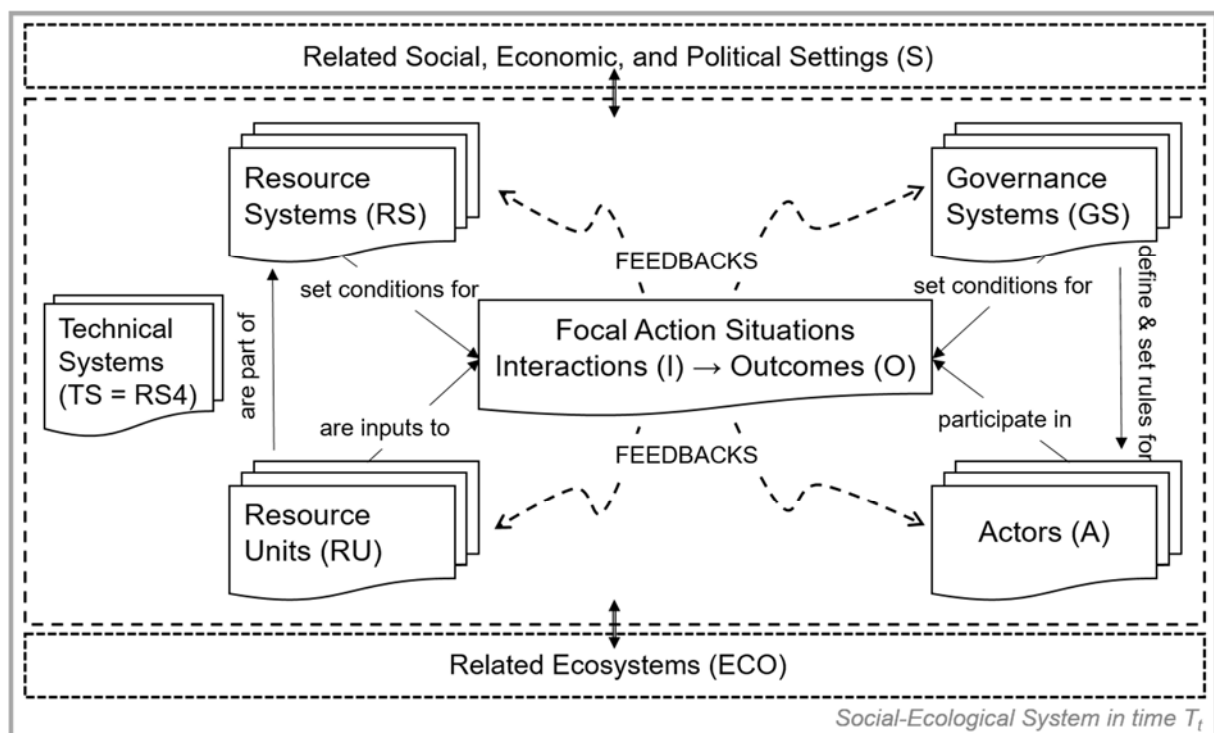 Related Social, Economic, and Political Settings (S)
Resource
Systems (RS)
Governance
Systems (GS)
FEEDBACKS
set conditions for
set conditions for
define & set rules for
Technical
Systems
(TS = RS4)
are part of
Focal Action Situations
Interactions (I) → Outcomes (O)
are inputs to
participate in
FEEDBACKS
Resource
Units (RU)
Actors (A)
Related Ecosystems (ECO)
Social-Ecological System in time Tt